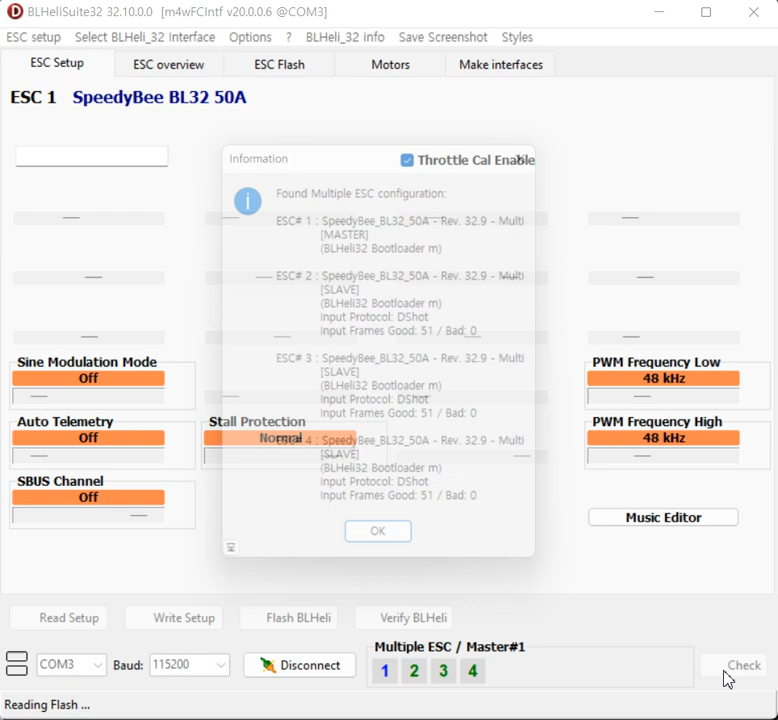 BLHeliSuite32 32.10.0.0 [m4wFCIntf v20.0.0.6 @COM3]
ESC setup Select BLHeli_32 Interface Options ? BLHeli_32 info Save Screenshot Styles
ESC Setup ESC overview ESC Flash Motors Make interfaces
ESC 1 SpeedyBee BL32 50A
Information
Throttle Cal Enable
Found Multiple ESC configuration:
ESC# 1 : SpeedyBee_BL32_50A - Rev. 32.9 - Multi
[MASTER]
(BLHeli32 Bootloader m)
ESC# 2 : SpeedyBee_BL32_50A - Rev. 32.9 - Multi
[SLAVE]
(BLHeli32 Bootloader m)
Input Protocol: DShot
Input Frames Good: 51 / Bad: 0
ESC# 3 : SpeedyBee_BL32_50A - Rev. 32.9 - Multi
[SLAVE]
(BLHeli32 Bootloader m)
Input Protocol: DShot
Input Frames Good: 51 / Bad: 0
ESC# 4 : SpeedyBee_BL32_50A - Rev. 32.9 - Multi
[SLAVE]
(BLHeli32 Bootloader m)
Input Protocol: DShot
Input Frames Good: 51 / Bad: 0
OK
Sine Modulation Mode
Off
PWM Frequency Low
48 kHz
Auto Telemetry
Off
Stall Protection
Normal
PWM Frequency High
48 kHz
SBUS Channel
Off
Music Editor
Read Setup Write Setup Flash BLHeli Verify BLHeli
COM3 Baud: 115200 Disconnect
Multiple ESC / Master#1
1 2 3 4
Check
Reading Flash ...